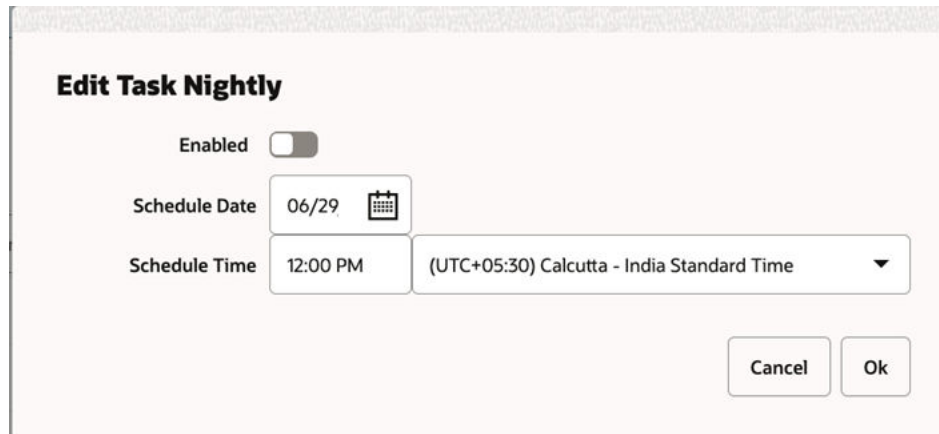 Edit Task Nightly
Enabled
Schedule Date 06/29
Schedule Time 12:00 PM (UTC+05:30) Calcutta - India Standard Time
Cancel Ok